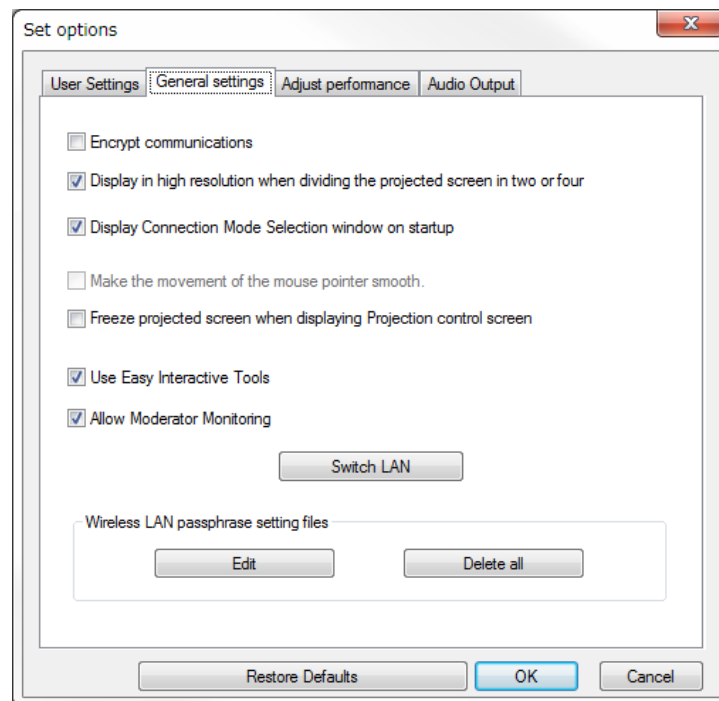 Set options
User Settings General settings Adjust performance Audio Output
Encrypt communications
Display in high resolution when dividing the projected screen in two or four
Display Connection Mode Selection window on startup
Make the movement of the mouse pointer smooth.
Freeze projected screen when displaying Projection control screen
Use Easy Interactive Tools
Allow Moderator Monitoring
Switch LAN
Wireless LAN passphrase setting files
Edit Delete all
Restore Defaults OK Cancel